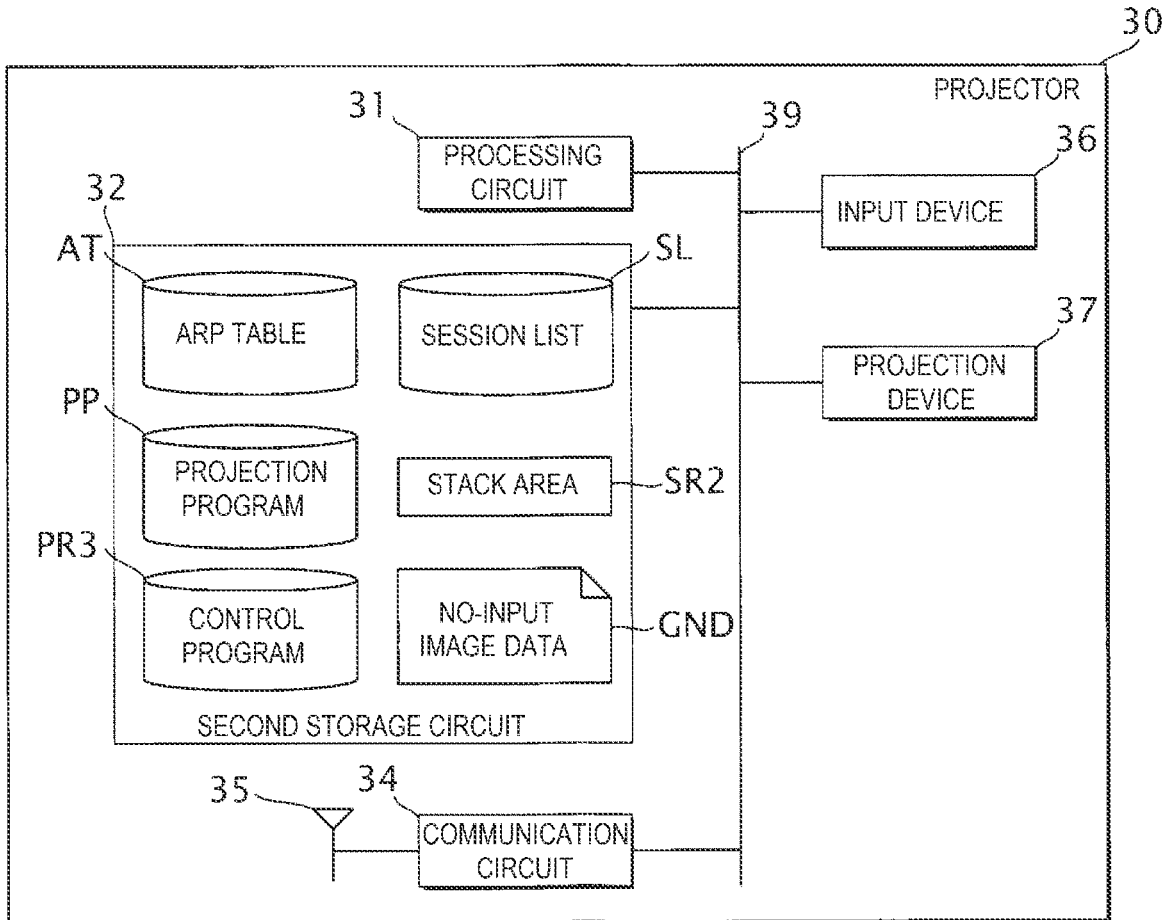 30
PROJECTOR
31
PROCESSING
CIRCUIT
39
36
INPUT DEVICE
32
AT
ARP TABLE
SL
SESSION LIST
37
PROJECTION
DEVICE
PP
PROJECTION
PROGRAM
STACK AREA
SR2
PR3
CONTROL
PROGRAM
NO-INPUT
IMAGE DATA
GND
SECOND STORAGE CIRCUIT
35
34
COMMUNICATION
CIRCUIT